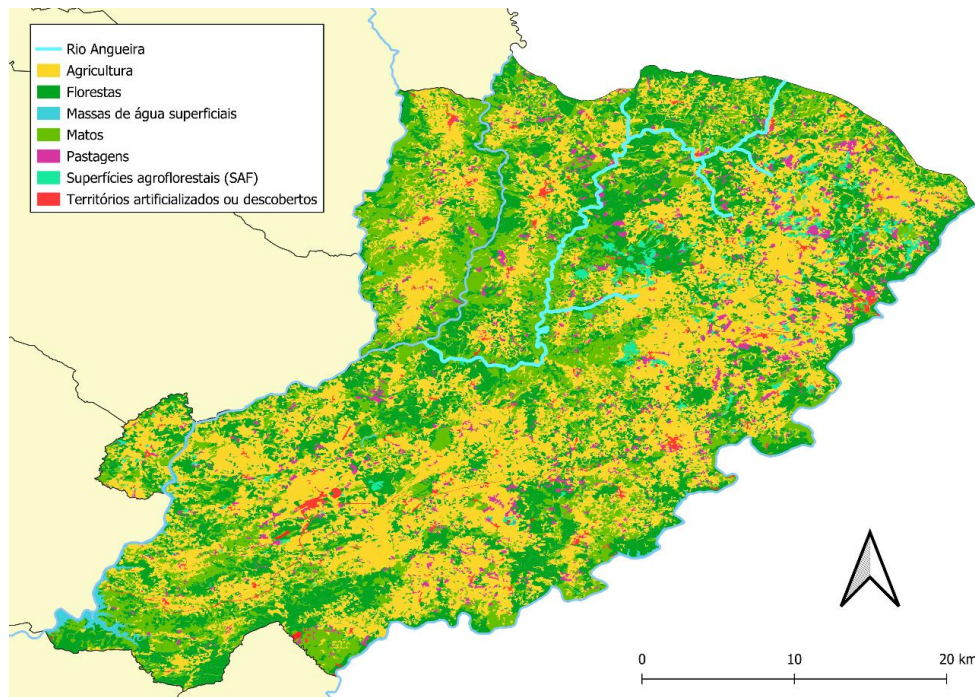 Rio Angueira
Agricultura
Florestas
Massas de água superficiais
Matos
Pastagens
Superfícies agroflorestais (SAF)
Territórios artificializados ou descobertos
0 10 20 km